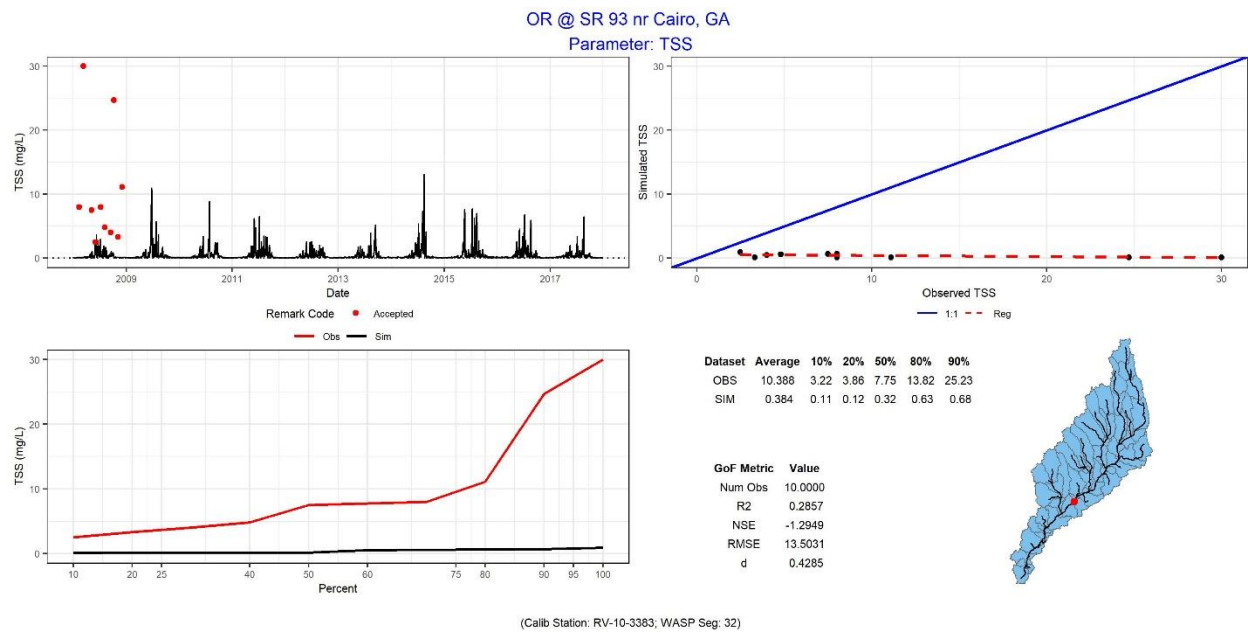 OR @ SR 93 nr Cairo, GA
Parameter: TSS
30
20
10
0
TSS (mg/L)
2009 2011 2013 2015 2017
Date
Remark Code Accepted
30
20
10
0
Simulated TSS
0 10 20 30
Observed TSS
1:1 Reg
Obs Sim
30
20
10
0
TSS (mg/L)
10 20 25 40 50 60 75 80 90 95 100
Percent
Dataset Average 10% 20% 50% 80% 90%
OBS 10.388 3.22 3.86 7.75 13.82 25.23
SIM 0.384 0.11 0.12 0.32 0.63 0.68
GoF Metric Value
Num Obs 10.0000
R2 0.2857
NSE -1.2949
RMSE 13.5031
d 0.4285
(Calib Station: RV-10-3383; WASP Seg: 32)